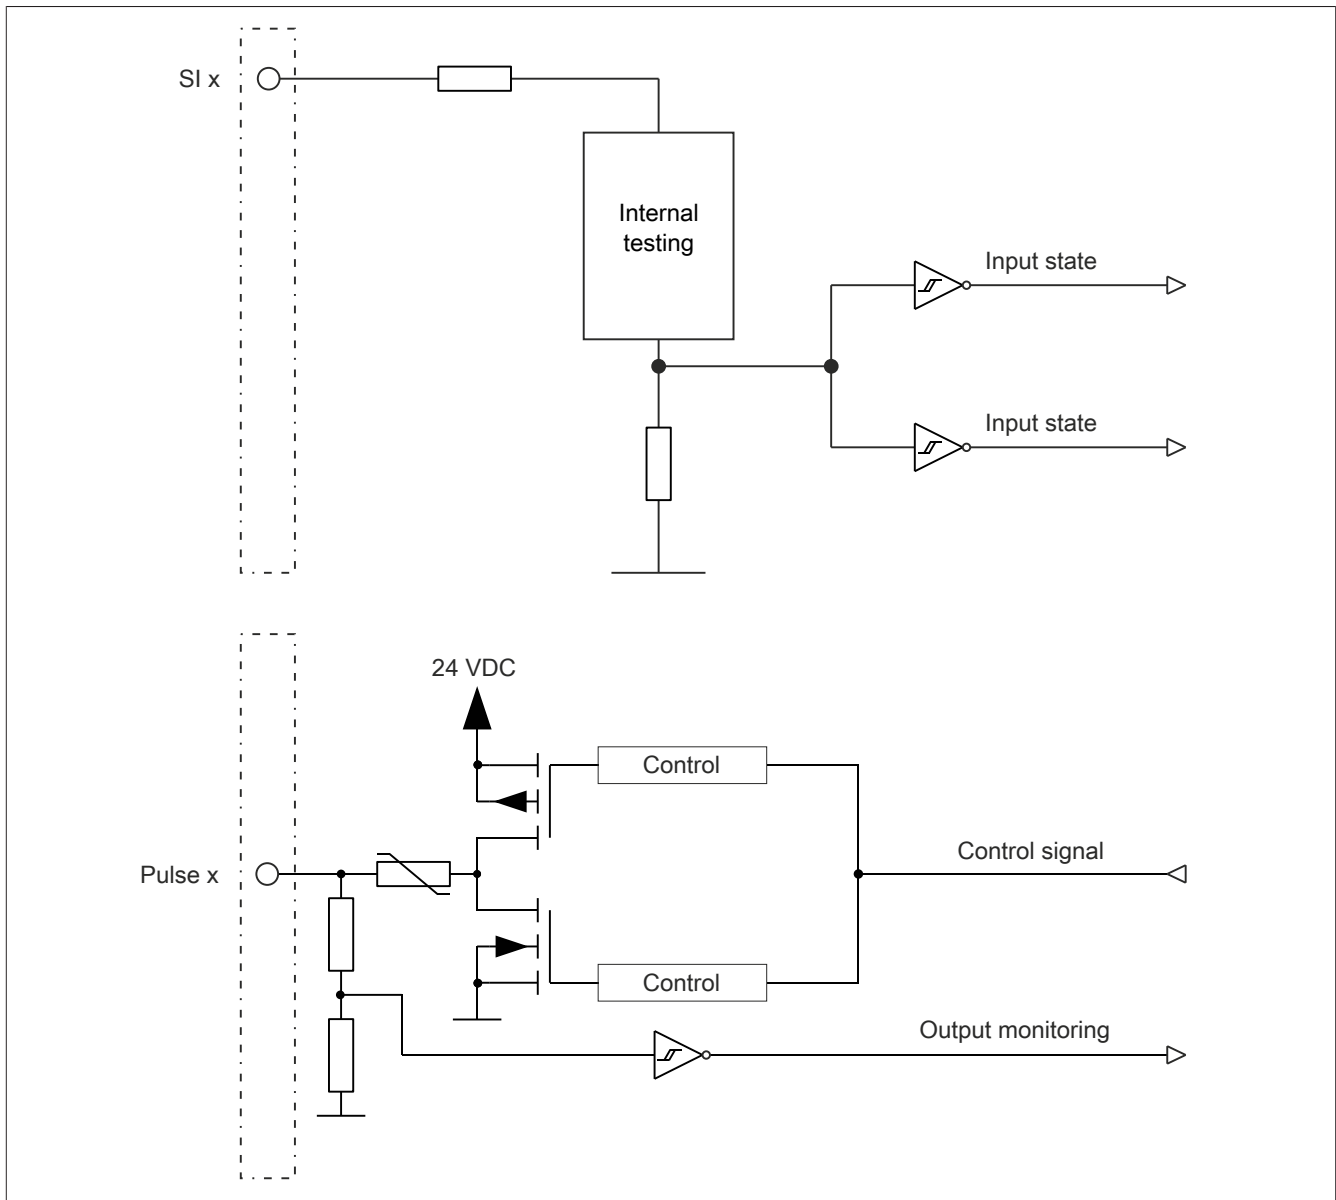 SI x
Internal
testing
Input state
Input state
24 VDC
Control
Control signal
Pulse x
Control
Output monitoring